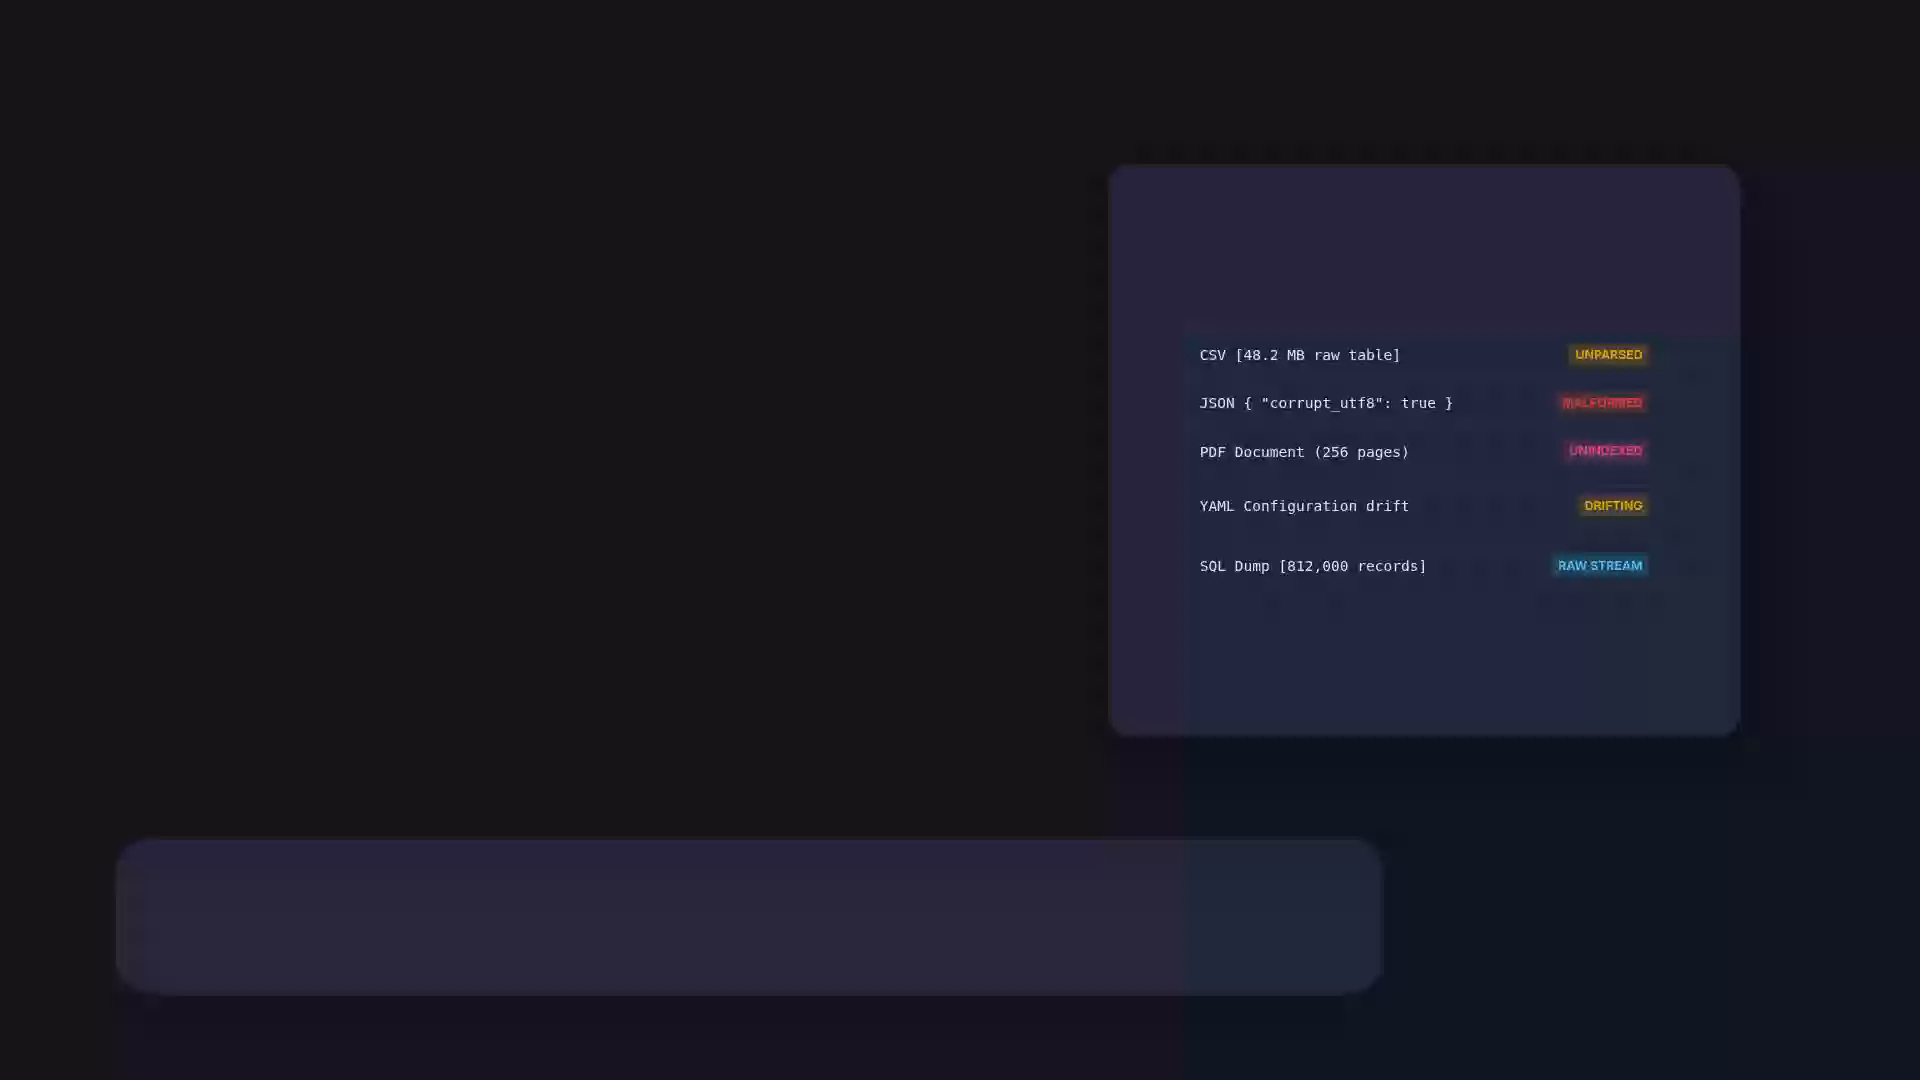 CSV [48.2 MB raw table] UNPARSED
JSON { "corrupt_utf8": true } MALFORMED
PDF Document (256 pages) UNINDEXED
YAML Configuration drift DRIFTING
SQL Dump [812,000 records] RAW STREAM